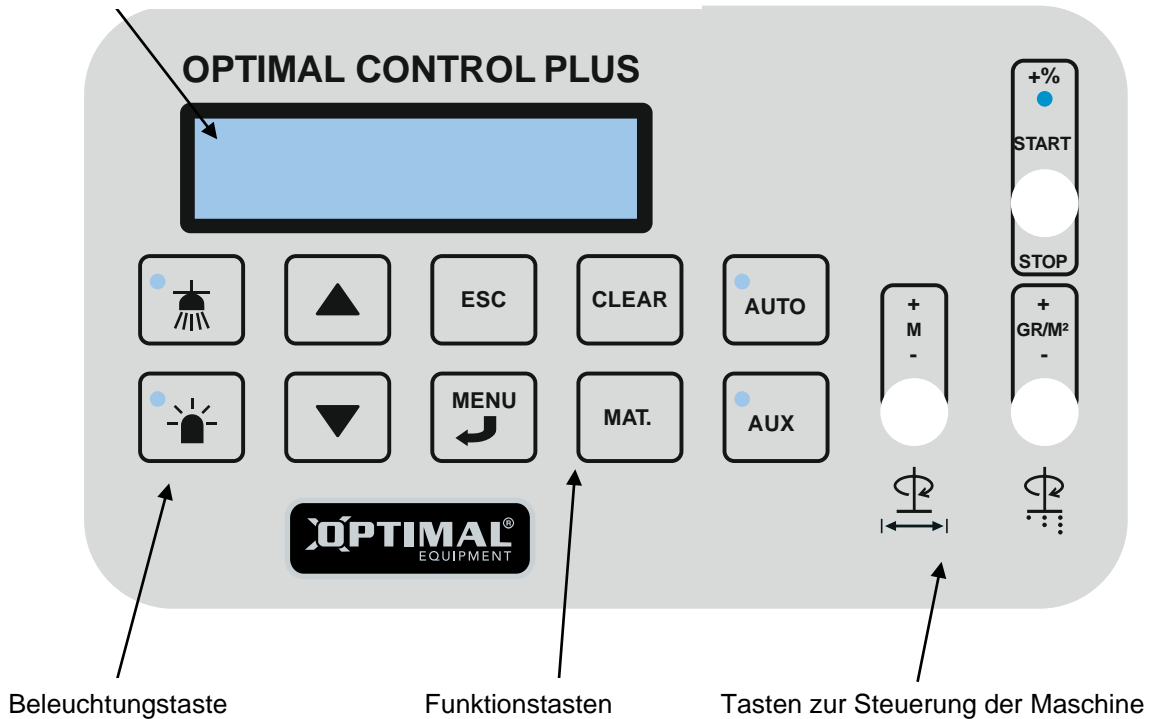 OPTIMAL CONTROL PLUS
+%
START
STOP
ESC
CLEAR
AUTO
+
M
-
+
GR/M²
-
MENU
MAT.
AUX
OPTIMAL®
EQUIPMENT
Beleuchtungstaste
Funktionstasten
Tasten zur Steuerung der Maschine